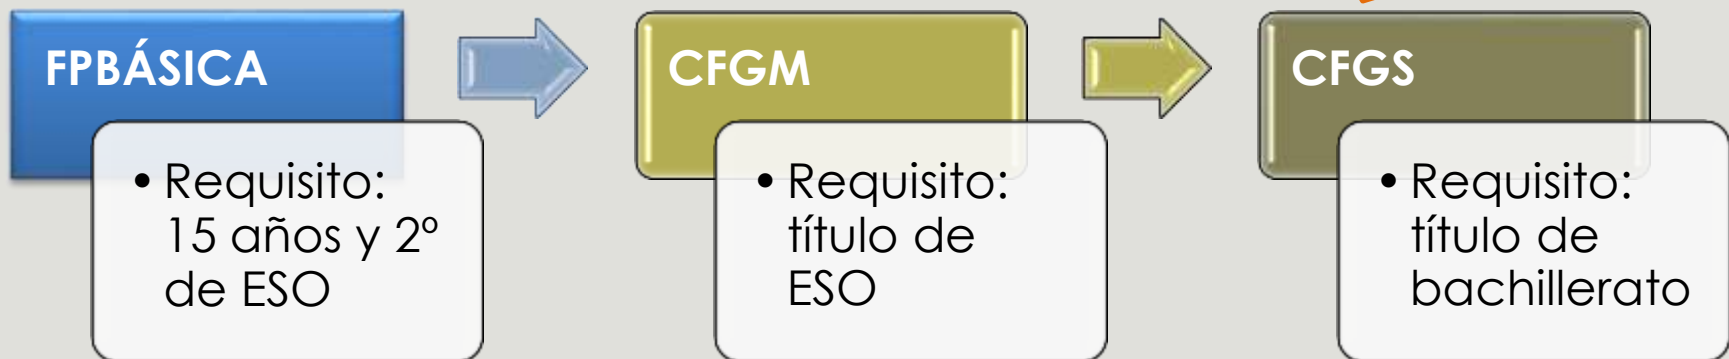 FPBÁSICA
• Requisito:
15 años y 2º
de ESO
CFGM
• Requisito:
título de
ESO
CFGS
• Requisito:
título de
bachillerato